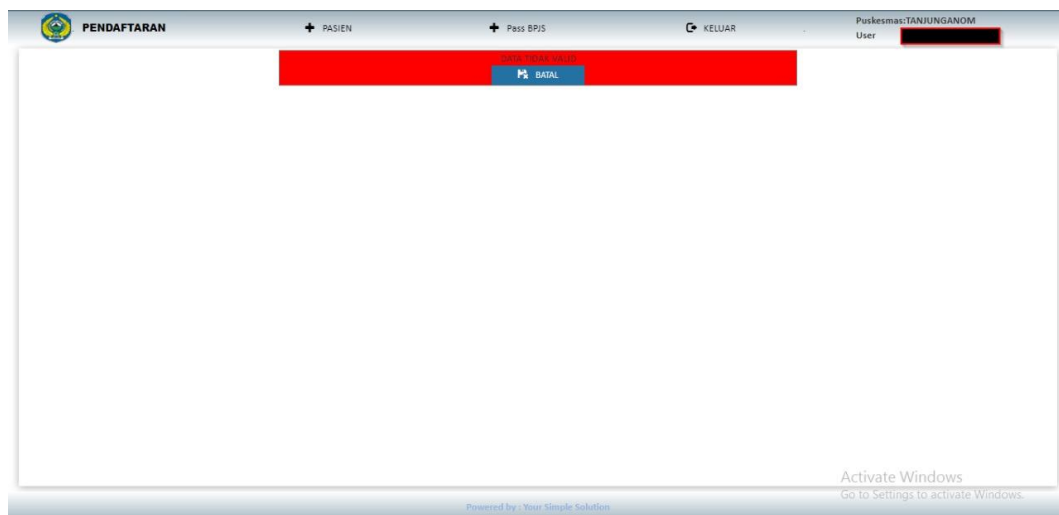 PENDAFTARAN
PASIEN
Pass BPJS
KELUAR
Puskesmas:TANJUNGANOM
User
DATA TIDAK VALID
BATAL
Activate Windows
Go to Settings to activate Windows.
Powered by : Your Simple Solution